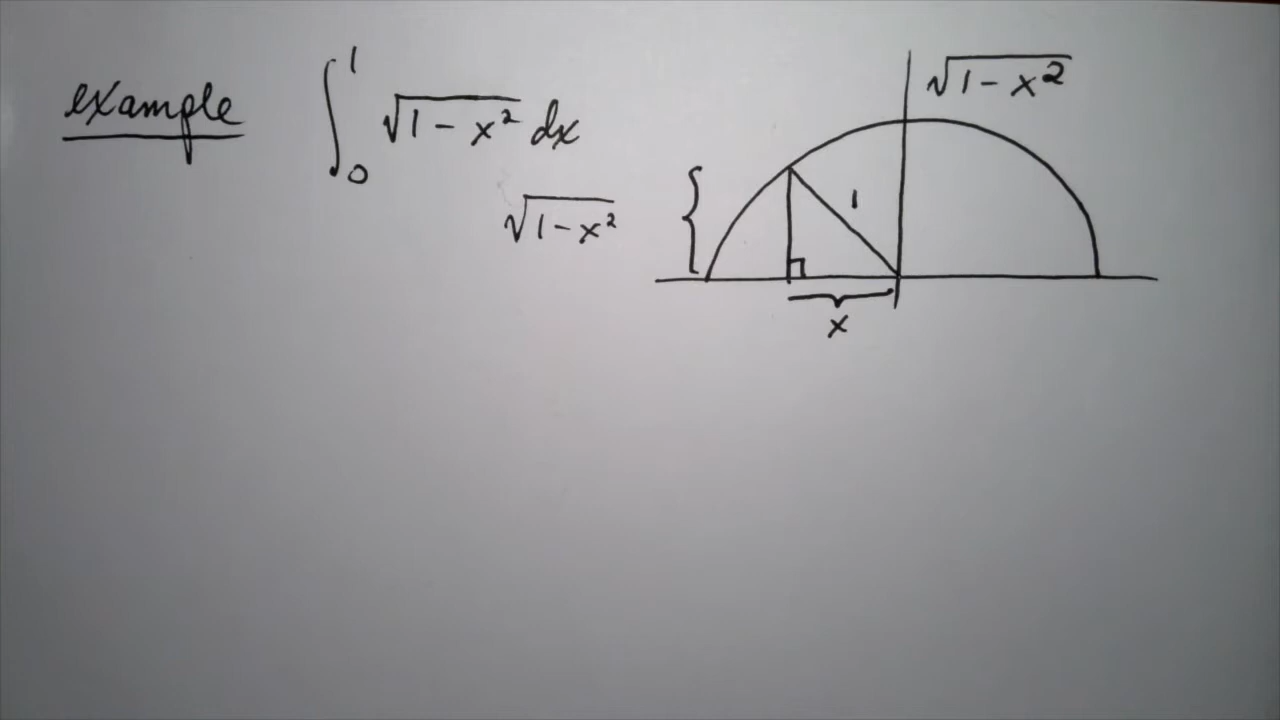 example ∫₀¹ √(1 - x²) dx
√(1 - x²)
√(1 - x²)
1
x